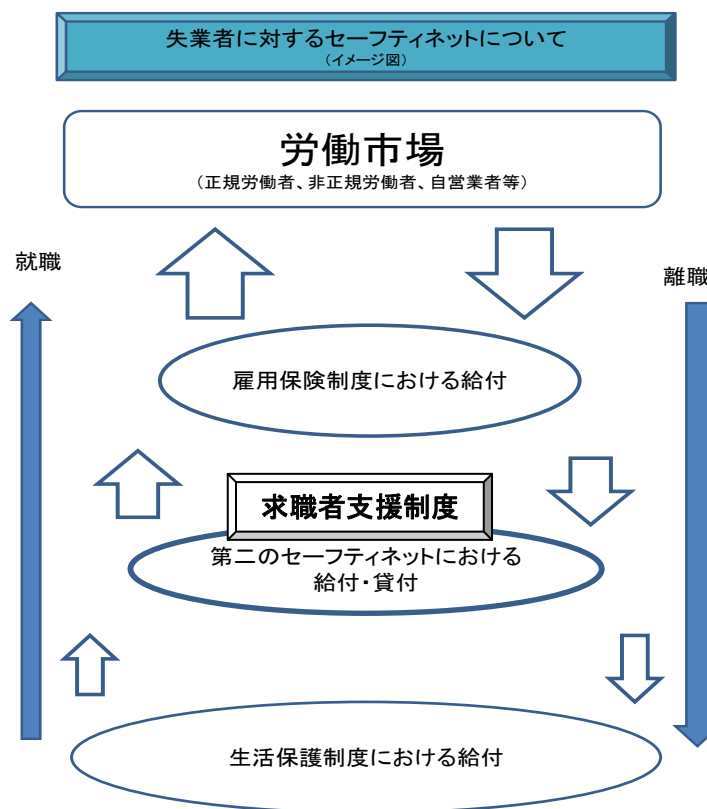 失業者に対するセーフティネットについて
(イメージ図)
労働市場
(正規労働者、非正規労働者、自営業者等)
就職
離職
雇用保険制度における給付
求職者支援制度
第二のセーフティネットにおける
給付・貸付
生活保護制度における給付